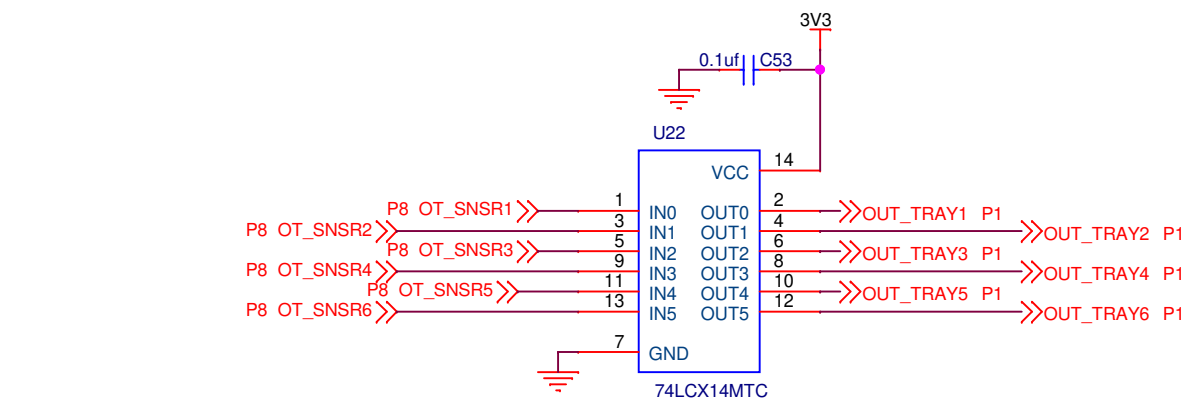 3V3
0.1uf C53
U22
VCC 14
P8 OT_SNSR1 1 IN0 OUT0 2 OUT_TRAY1 P1
P8 OT_SNSR2 3 IN1 OUT1 4 OUT_TRAY2 P1
P8 OT_SNSR3 5 IN2 OUT2 6 OUT_TRAY3 P1
P8 OT_SNSR4 9 IN3 OUT3 8 OUT_TRAY4 P1
P8 OT_SNSR5 11 IN4 OUT4 10 OUT_TRAY5 P1
P8 OT_SNSR6 13 IN5 OUT5 12 OUT_TRAY6 P1
7 GND
74LCX14MTC